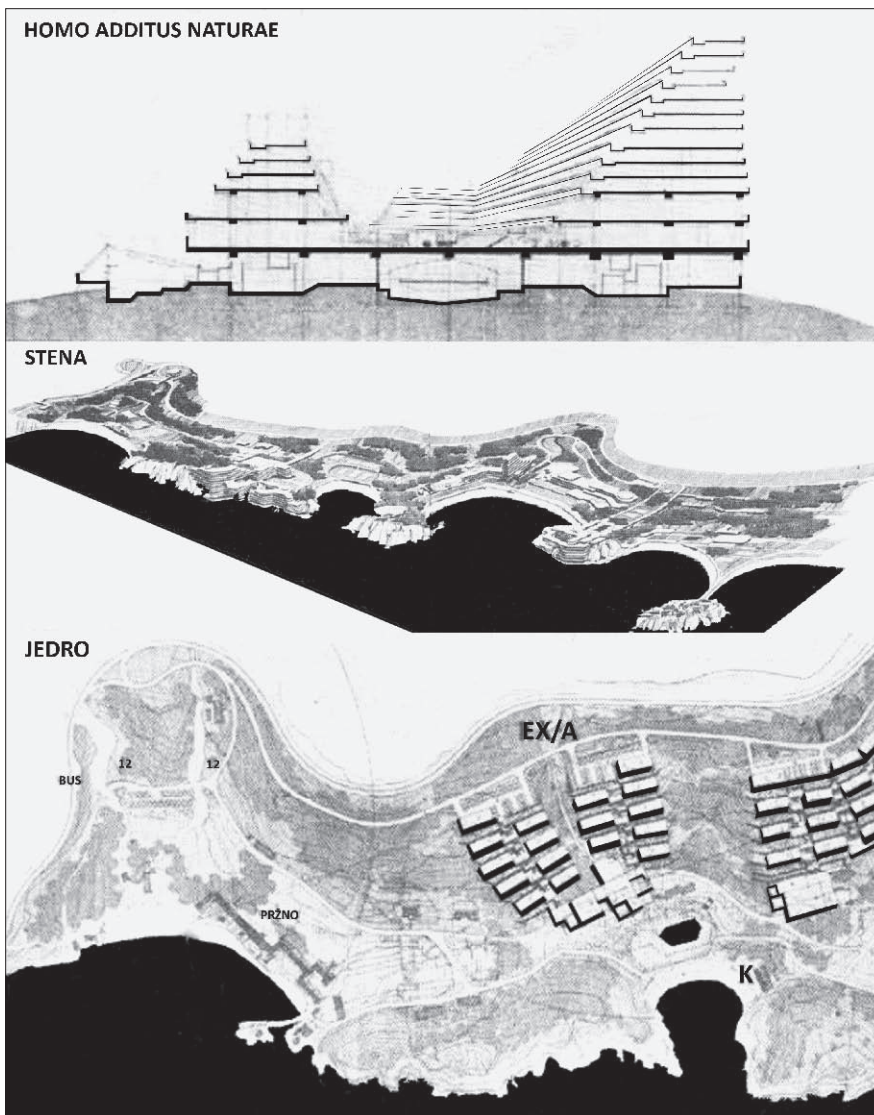 HOMO ADDITUS NATURAE
STENA
JEDRO
EX/A
BUS
12
12
PRŽNO
K